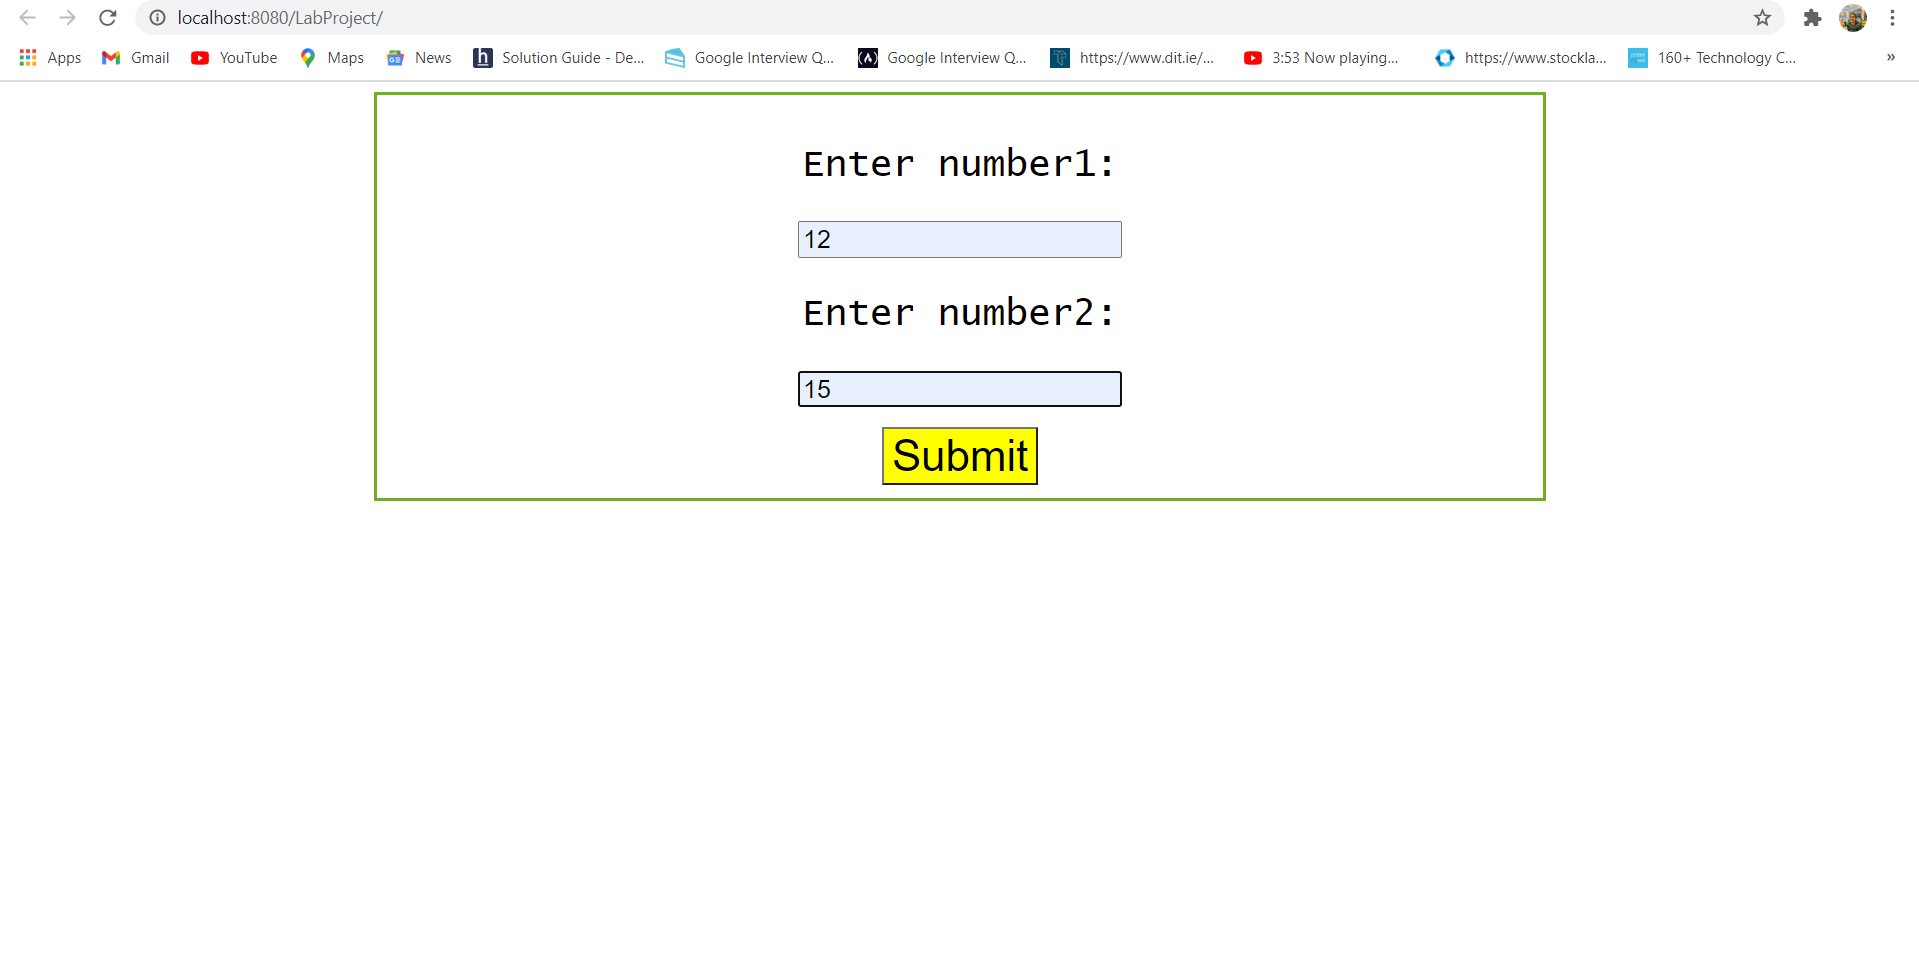 localhost:8080/LabProject/
Apps Gmail YouTube Maps News Solution Guide - De... Google Interview Q... Google Interview Q... https://www.dit.ie/... 3:53 Now playing... https://www.stockla... 160+ Technology C... »
Enter number1:
12
Enter number2:
15
Submit